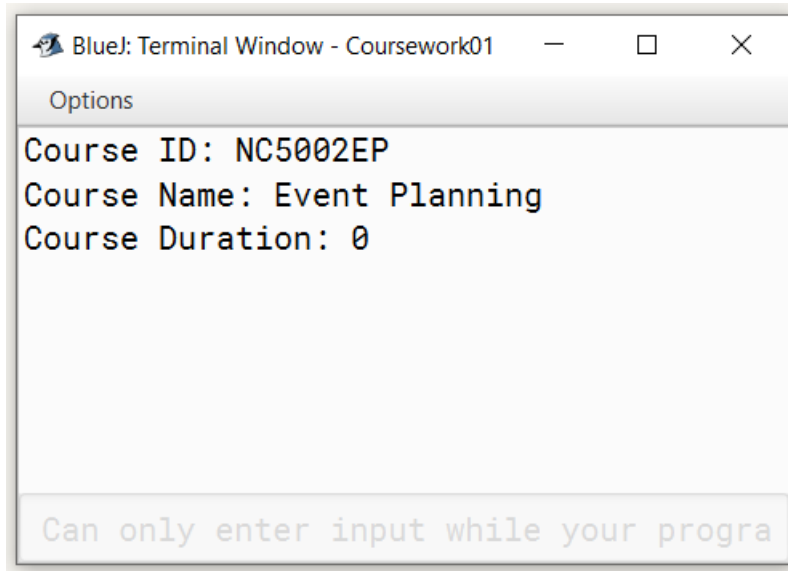 BlueJ: Terminal Window - Coursework01
Options
Course ID: NC5002EP
Course Name: Event Planning
Course Duration: 0
Can only enter input while your progra